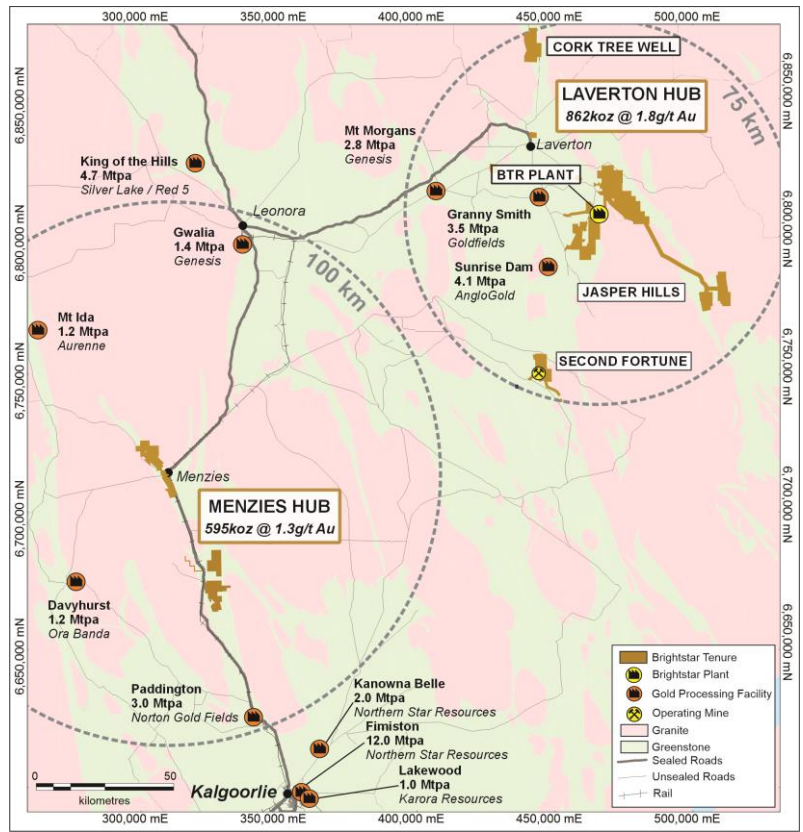 300,000 mE
350,000 mE
400,000 mE
450,000 mE
500,000 mE
6,850,000 mN
6,850,000 mN
CORK TREE WELL
LAVERTON HUB
862koz @ 1.8g/t Au
75 km
Mt Morgans
2.8 Mtpa
Genesis
Laverton
King of the Hills
4.7 Mtpa
Silver Lake / Red 5
BTR PLANT
Leonora
Granny Smith
3.5 Mtpa
Goldfields
6,800,000 mN
6,800,000 mN
Gwalia
1.4 Mtpa
Genesis
100 km
Sunrise Dam
4.1 Mtpa
AngloGold
JASPER HILLS
Mt Ida
1.2 Mtpa
Aurenne
SECOND FORTUNE
6,750,000 mN
6,750,000 mN
Menzies
MENZIES HUB
595koz @ 1.3g/t Au
6,700,000 mN
6,700,000 mN
Davyhurst
1.2 Mtpa
Ora Banda
6,650,000 mN
6,650,000 mN
Paddington
3.0 Mtpa
Norton Gold Fields
Kanowna Belle
2.0 Mtpa
Northern Star Resources
Fimiston
12.0 Mtpa
Northern Star Resources
Lakewood
1.0 Mtpa
Karora Resources
Kalgoorlie
0
50
kilometres
Brightstar Tenure
Brightstar Plant
Gold Processing Facility
Operating Mine
Granite
Greenstone
Sealed Roads
Unsealed Roads
Rail
300,000 mE
350,000 mE
400,000 mE
450,000 mE
500,000 mE